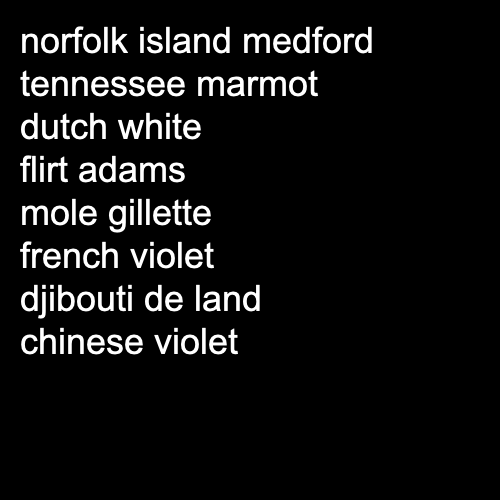 norfolk island medford
tennessee marmot
dutch white
flirt adams
mole gillette
french violet
djibouti de land
chinese violet